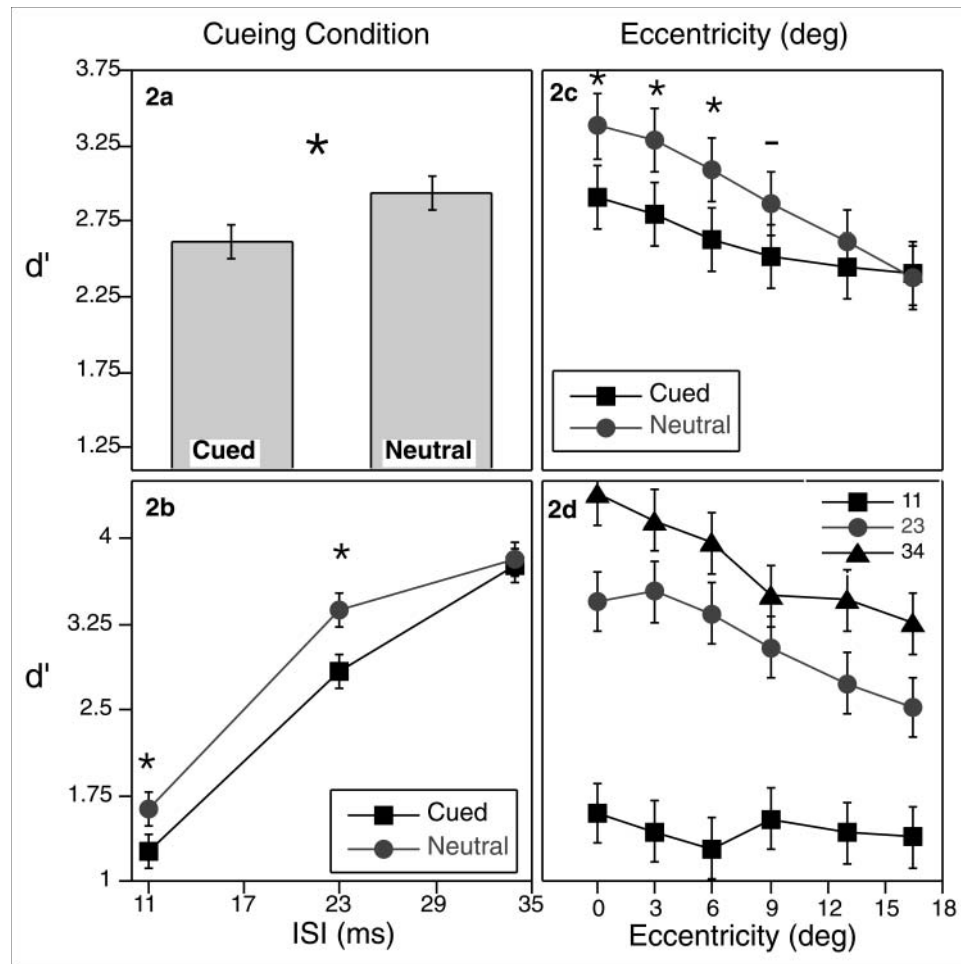 Cueing Condition
Eccentricity (deg)
3.75
3.25
2.75
2.25
1.75
1.25
d'
2a
*
Cued
Neutral
2c
* * * -
Cued
Neutral
4
3.25
2.5
1.75
1
d'
2b
*
*
Cued
Neutral
11 17 23 29 35
ISI (ms)
2d
11
23
34
0 3 6 9 12 15 18
Eccentricity (deg)